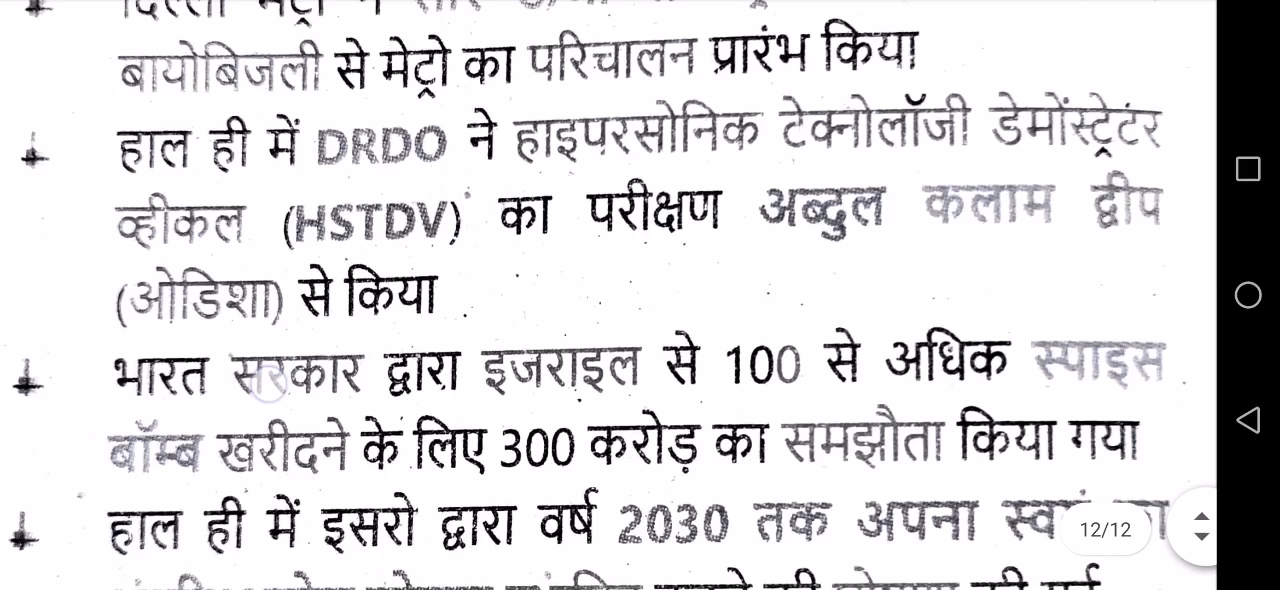 बायोबिजली से मेट्रो का परिचालन प्रारंभ किया
हाल ही में DRDO ने हाइपरसोनिक टेक्नोलॉजी डेमोंस्ट्रेटर
व्हीकल (HSTDV) का परीक्षण अब्दुल कलाम द्वीप
(ओडिशा) से किया
भारत सरकार द्वारा इजराइल से 100 से अधिक स्पाइस
बॉम्ब खरीदने के लिए 300 करोड़ का समझौता किया गया
हाल ही में इसरो द्वारा वर्ष 2030 तक अपना
12/12